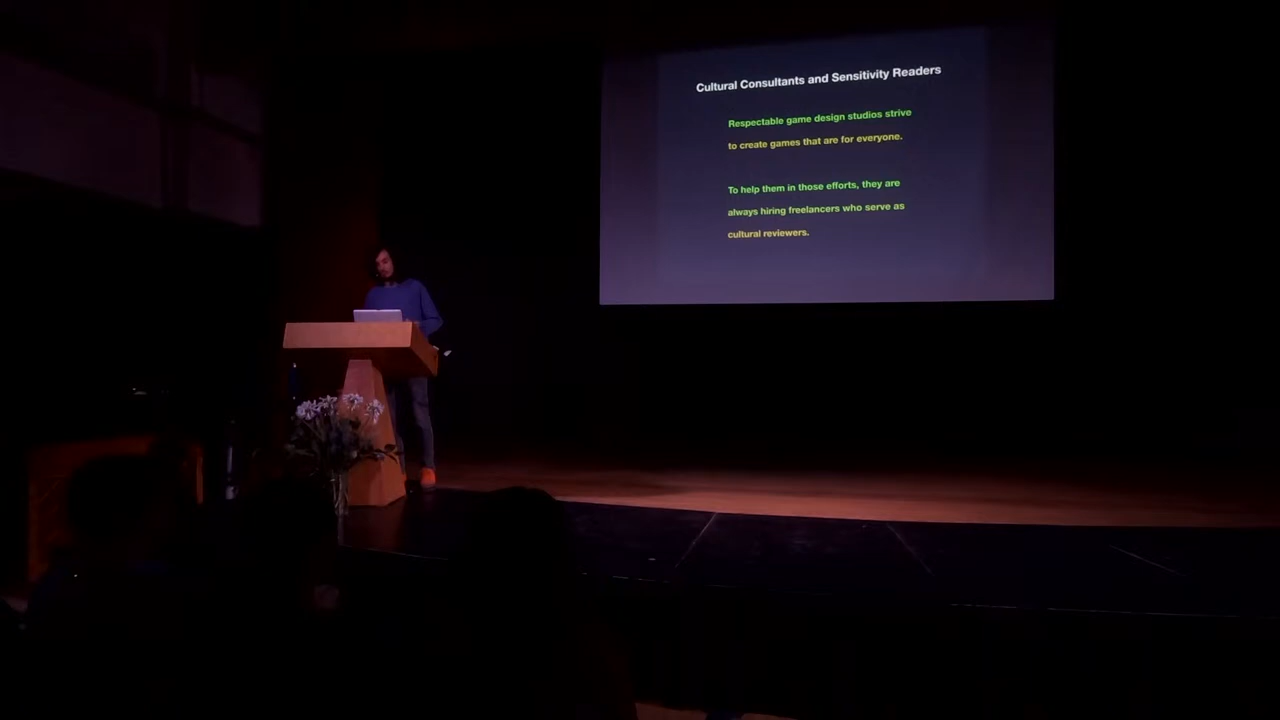 Cultural Consultants and Sensitivity Readers
Respectable game design studios strive
to create games that are for everyone.
To help them in those efforts, they are
always hiring freelancers who serve as
cultural reviewers.